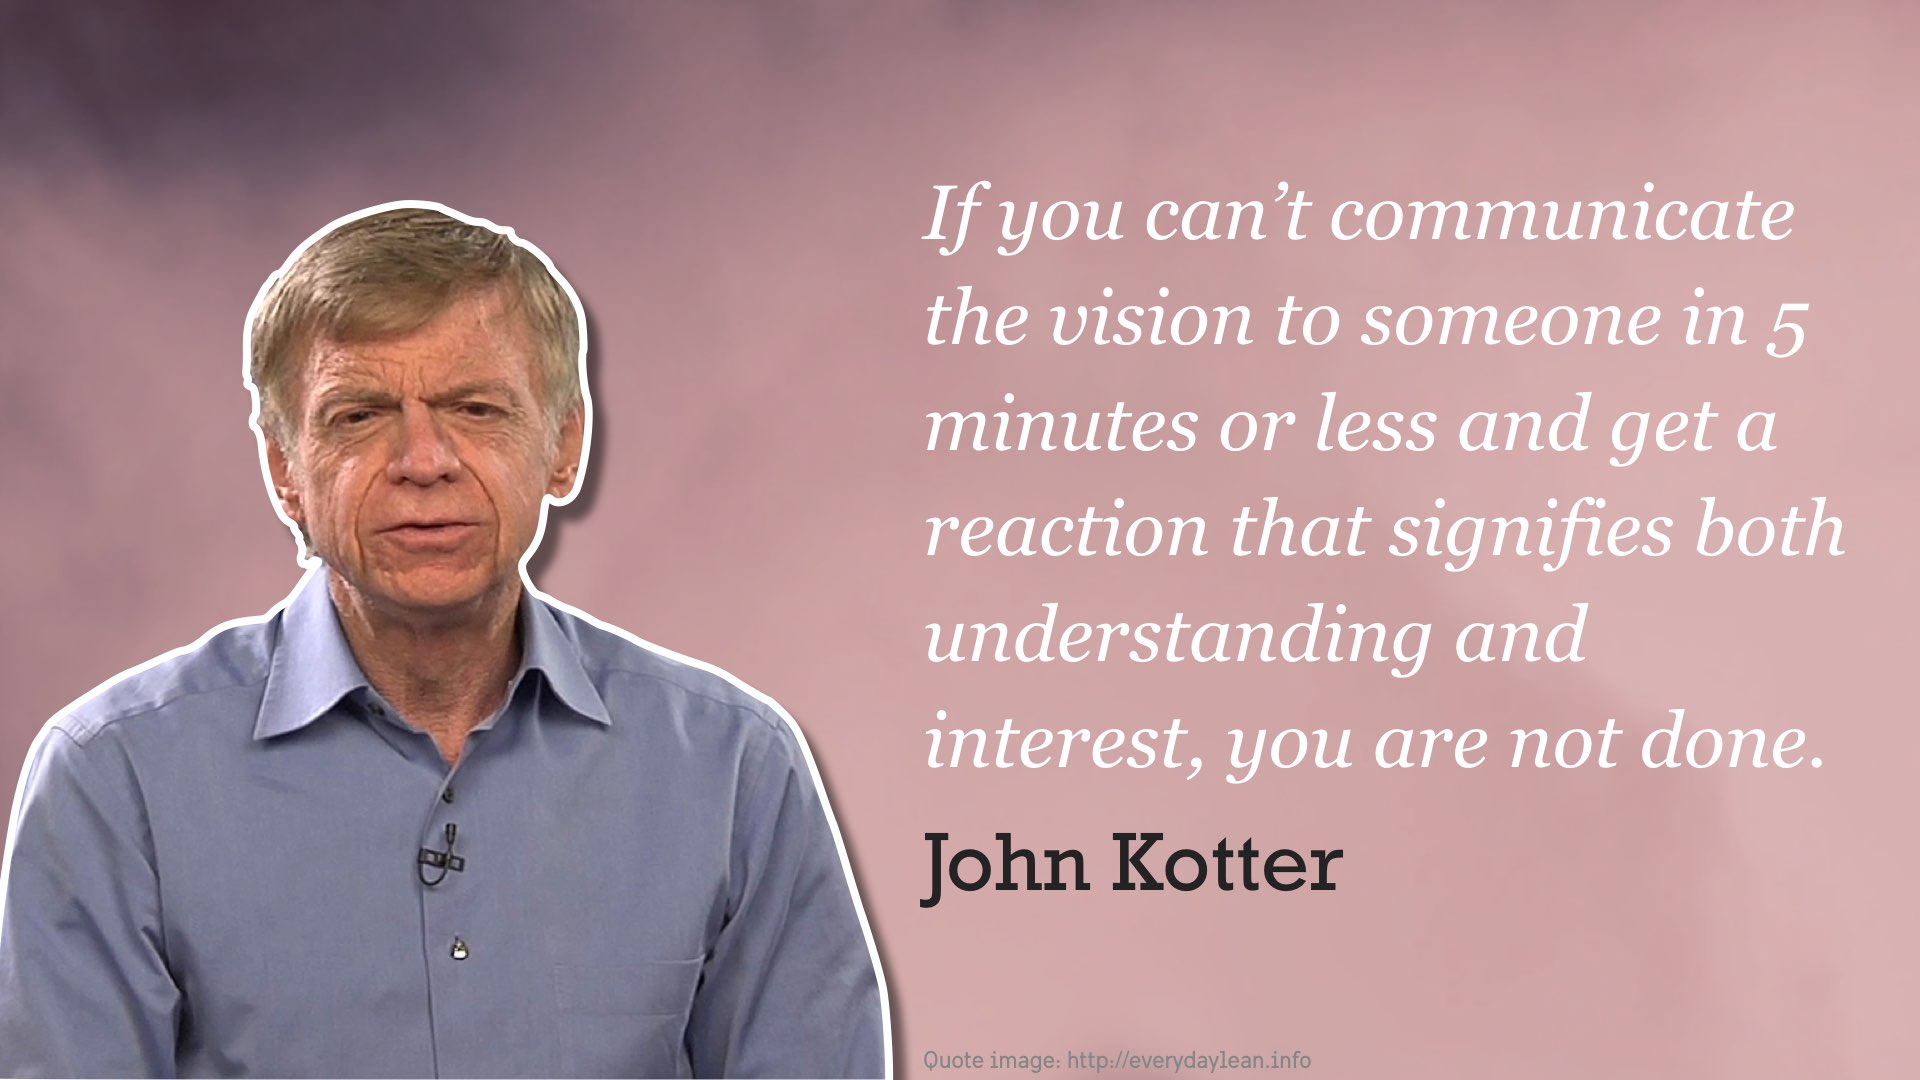 If you can’t communicate
the vision to someone in 5
minutes or less and get a
reaction that signifies both
understanding and
interest, you are not done.
John Kotter
Quote image: http://everydaylean.info